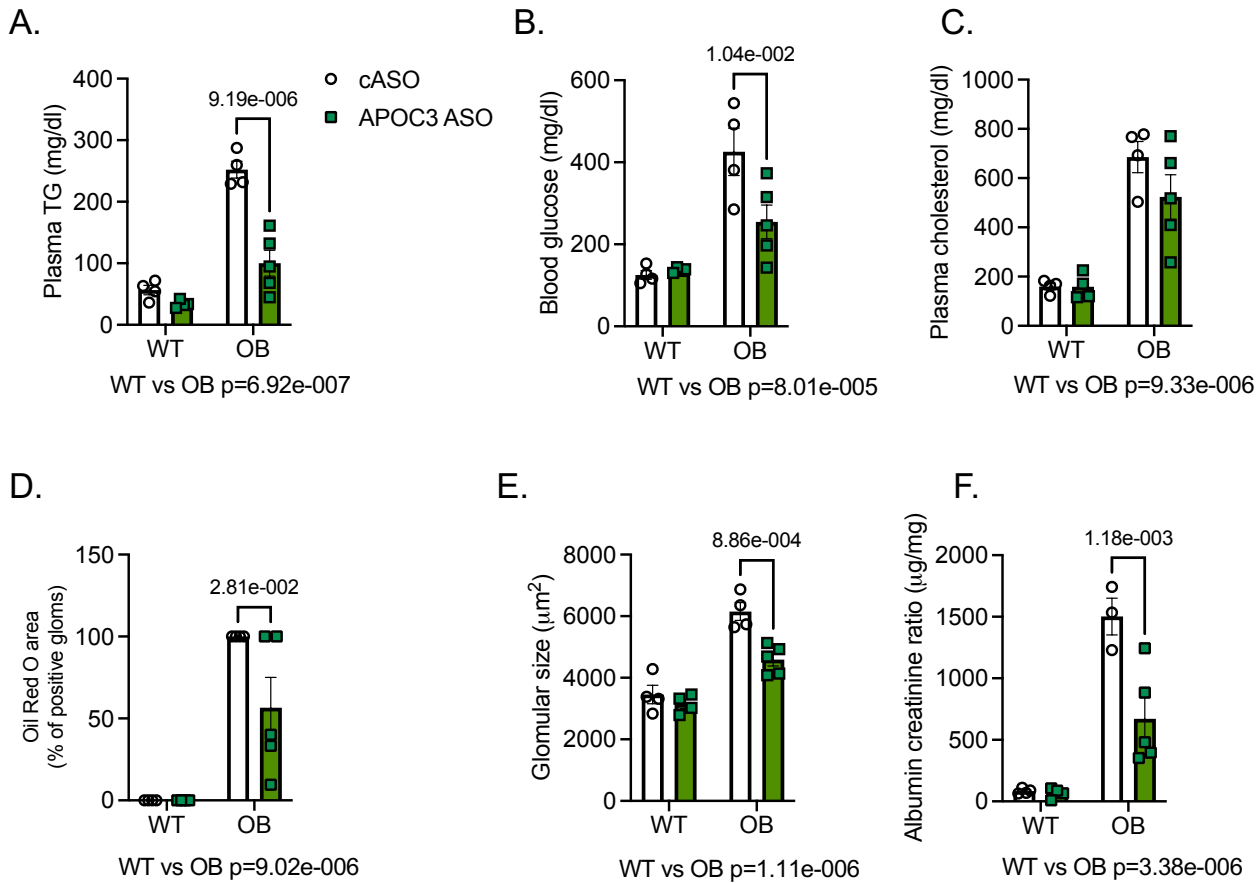 A.
Plasma TG (mg/dl)
400
300
200
100
0
9.19e-006
WT
OB
WT vs OB p=6.92e-007
cASO
APOC3 ASO
B.
Blood glucose (mg/dl)
600
400
200
0
1.04e-002
WT
OB
WT vs OB p=8.01e-005
C.
Plasma cholesterol (mg/dl)
1000
800
600
400
200
0
WT
OB
WT vs OB p=9.33e-006
D.
Oil Red O area
(% of positive gloms)
150
100
50
0
2.81e-002
WT
OB
WT vs OB p=9.02e-006
E.
Glomular size (μm²)
8000
6000
4000
2000
0
8.86e-004
WT
OB
WT vs OB p=1.11e-006
F.
Albumin creatinine ratio (μg/mg)
2000
1500
1000
500
0
1.18e-003
WT
OB
WT vs OB p=3.38e-006